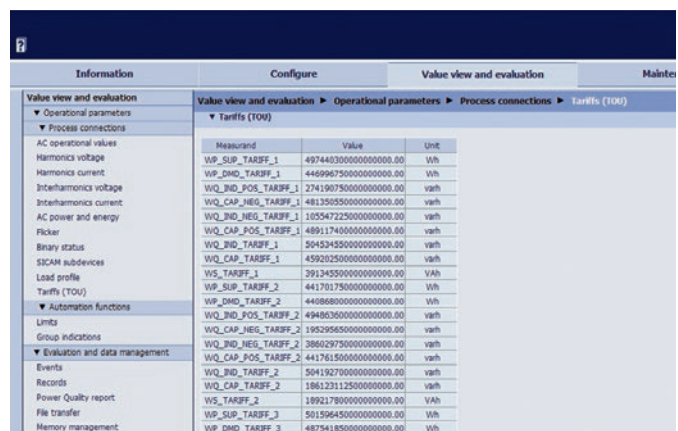 ?
Information Configure Value view and evaluation Mainte
Value view and evaluation
▼ Operational parameters
▼ Process connections
AC operational values
Harmonics voltage
Harmonics current
Interharmonics voltage
Interharmonics current
AC power and energy
Flicker
Binary status
SICAM subdevices
Load profile
Tariffs (TOU)
▼ Automation functions
Limits
Group indications
▼ Evaluation and data management
Events
Records
Power Quality report
File transfer
Memory management
Value view and evaluation ► Operational parameters ► Process connections ► Tariffs (TOU)
▼ Tariffs (TOU)
Measurand Value Unit
WP_SUP_TARIFF_1 497440300000000000.00 Wh
WP_DMD_TARIFF_1 446996750000000000.00 Wh
WQ_IND_POS_TARIFF_1 274190750000000000.00 varh
WQ_CAP_NEG_TARIFF_1 481350550000000000.00 varh
WQ_IND_NEG_TARIFF_1 105547225000000000.00 varh
WQ_CAP_POS_TARIFF_1 489117400000000000.00 varh
WQ_IND_TARIFF_1 504534550000000000.00 varh
WQ_CAP_TARIFF_1 459202500000000000.00 varh
WS_TARIFF_1 391345500000000000.00 VAh
WP_SUP_TARIFF_2 441701750000000000.00 Wh
WP_DMD_TARIFF_2 440868000000000000.00 Wh
WQ_IND_POS_TARIFF_2 494863600000000000.00 varh
WQ_CAP_NEG_TARIFF_2 195295650000000000.00 varh
WQ_IND_NEG_TARIFF_2 386029750000000000.00 varh
WQ_CAP_POS_TARIFF_2 441761500000000000.00 varh
WQ_IND_TARIFF_2 504192700000000000.00 varh
WQ_CAP_TARIFF_2 186123112500000000.00 varh
WS_TARIFF_2 189217800000000000.00 VAh
WP_SUP_TARIFF_3 501596450000000000.00 Wh
WP_DMD_TARIFF_3 487541850000000000.00 Wh